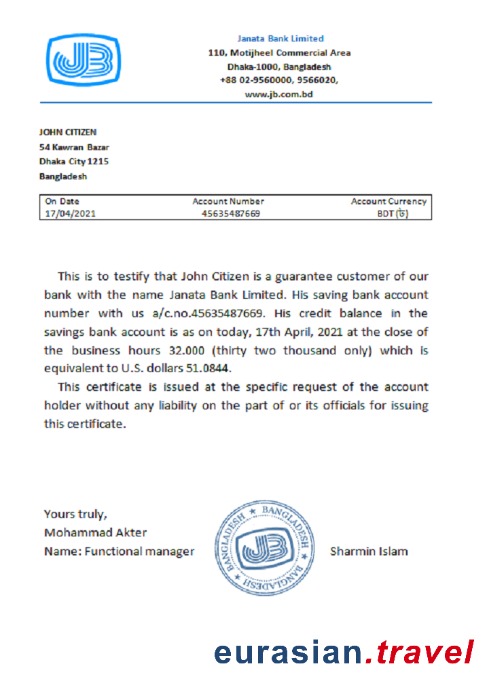 JB
Janata Bank Limited
110, Motijheel Commercial Area
Dhaka-1000, Bangladesh
+88 02-9560000, 9566020,
www.jb.com.bd
JOHN CITIZEN
54 Kawran Bazar
Dhaka City 1215
Bangladesh
On Date Account Number Account Currency
17/04/2021 45635487669 BDT (৳)
This is to testify that John Citizen is a guarantee customer of our
bank with the name Janata Bank Limited. His saving bank account
number with us a/c.no.45635487669. His credit balance in the
savings bank account is as on today, 17th April, 2021 at the close of
the business hours 32.000 (thirty two thousand only) which is
equivalent to U.S. dollars 51.0844.
This certificate is issued at the specific request of the account
holder without any liability on the part of or its officials for issuing
this certificate.
Yours truly,
Mohammad Akter
Name: Functional manager
BANGLADESH ★ BANGLADESH ★ BANGLADESH ★
JB
Sharmin Islam
eurasian.travel